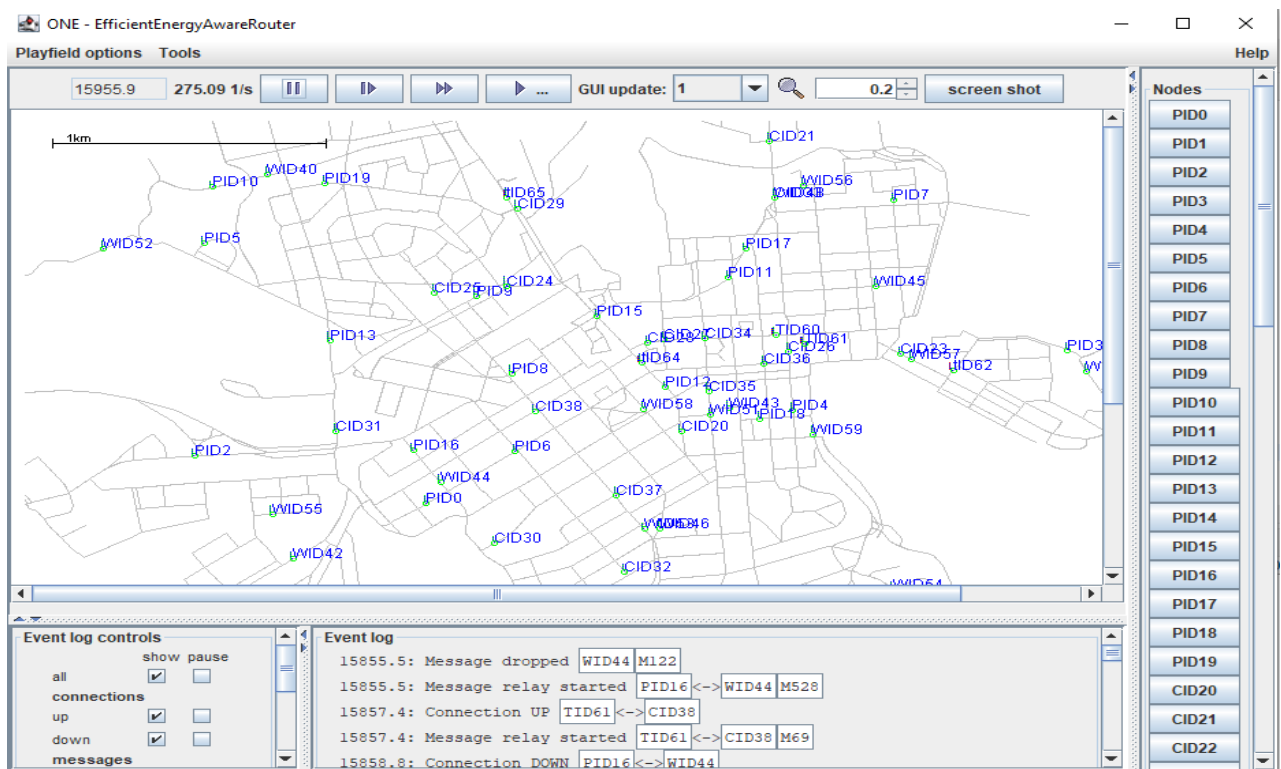 ONE - EfficientEnergyAwareRouter
Playfield options Tools Help
15955.9 275.09 1/s ... GUI update: 1 0.2 screen shot
1km
CID21
PID10 WID40 PID19
WID56
tID65
CID29
PID7
WID52 PID5
PID17
PID11
CID25 PID9 CID24
WID45
PID15
PID13
CID34 TID60
TID61
CID26
tID64
CID36
CID23
WID57
tID62
PID3
W
PID8
PID12 CID35
CID38 WID58
WID51 WID43 PID18 PID4
CID31
CID20 WID59
PID2 PID16 PID6
WID44
PID0
CID37
WID55
CID30
WID42
CID32
WID54
Nodes
PID0
PID1
PID2
PID3
PID4
PID5
PID6
PID7
PID8
PID9
PID10
PID11
PID12
PID13
PID14
PID15
PID16
PID17
PID18
PID19
CID20
CID21
CID22
Event log controls
show pause
all
connections
up
down
messages
Event log
15855.5: Message dropped WID44 M122
15855.5: Message relay started PID16 <-> WID44 M528
15857.4: Connection UP TID61 <-> CID38
15857.4: Message relay started TID61 <-> CID38 M69
15858.8: Connection DOWN PID16 <-> WID44